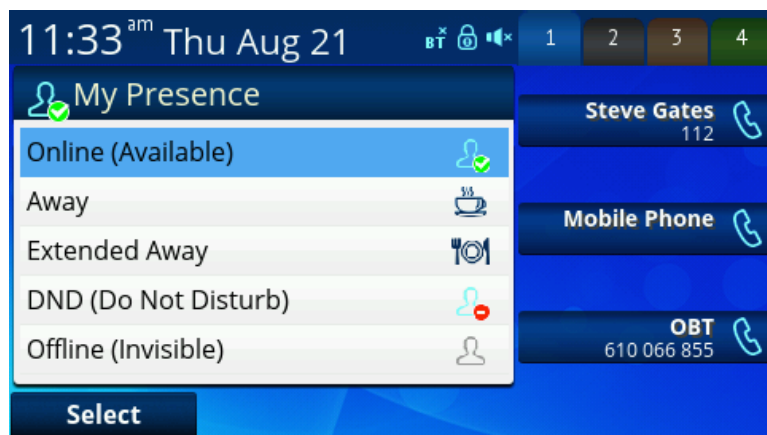 11:33 am Thu Aug 21
BT
1 2 3 4
My Presence
Online (Available)
Away
Extended Away
DND (Do Not Disturb)
Offline (Invisible)
Steve Gates
112
Mobile Phone
OBT
610 066 855
Select